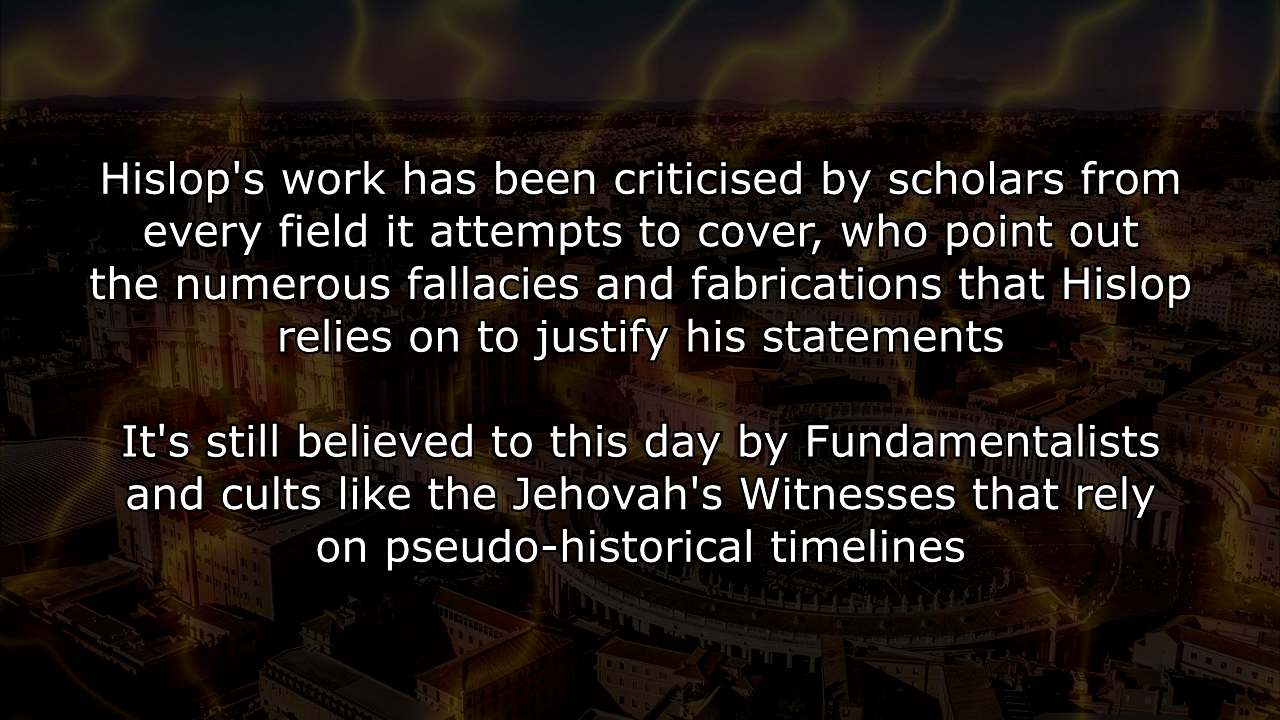 Hislop's work has been criticised by scholars from
every field it attempts to cover, who point out
the numerous fallacies and fabrications that Hislop
relies on to justify his statements
It's still believed to this day by Fundamentalists
and cults like the Jehovah's Witnesses that rely
on pseudo-historical timelines